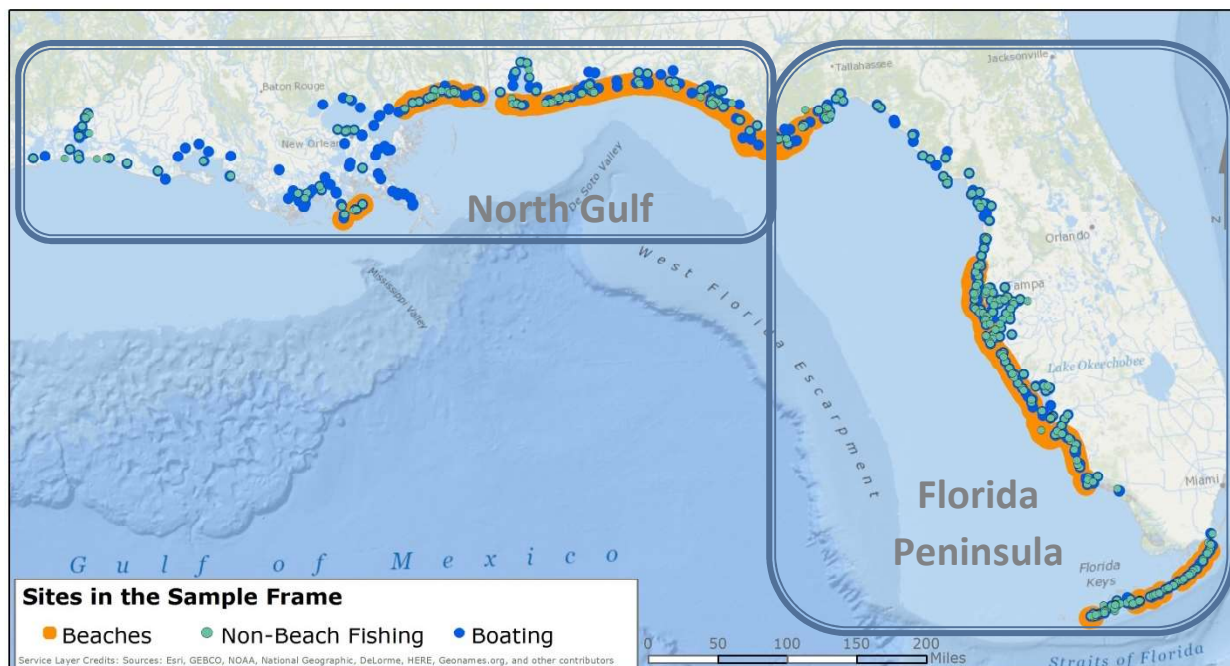 Baton Rouge
Tallahassee
Jacksonville
New Orlean
De Soto Valley
North Gulf
Orlando
N
Mississippi Valley
West Florida Escarpment
Tampa
Lake Okeechobee
Florida
Peninsula
Miami
Gulf of Mexico
Florida
Keys
Sites in the Sample Frame
Beaches Non-Beach Fishing Boating
0 50 100 150 200
Miles
Straits of Florida
Service Layer Credits: Sources: Esri, GEBCO, NOAA, National Geographic, DeLorme, HERE, Geonames.org, and other contributors